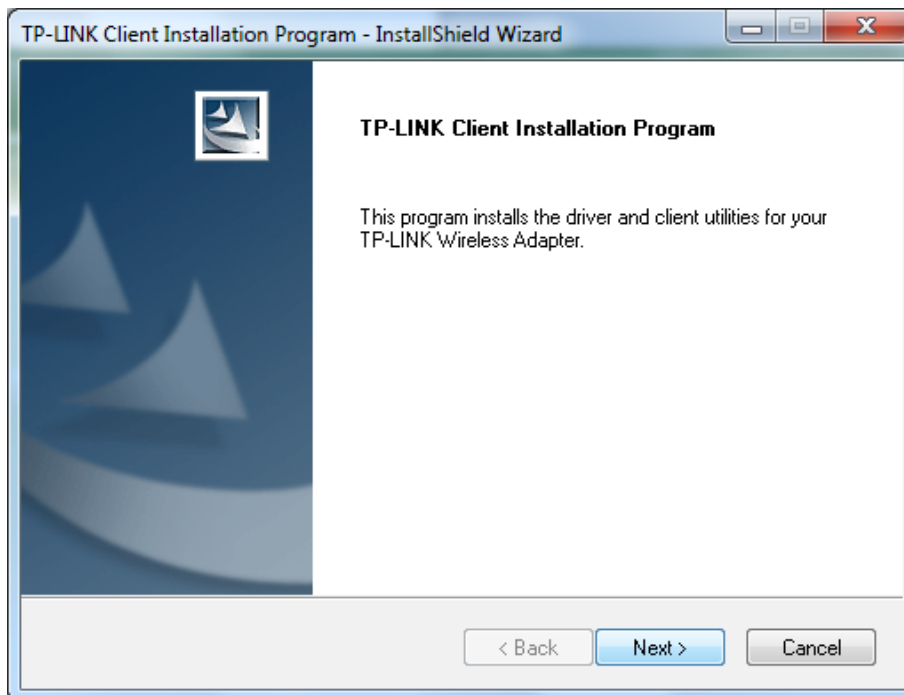 TP-LINK Client Installation Program - InstallShield Wizard
TP-LINK Client Installation Program
This program installs the driver and client utilities for your
TP-LINK Wireless Adapter.
< Back Next > Cancel